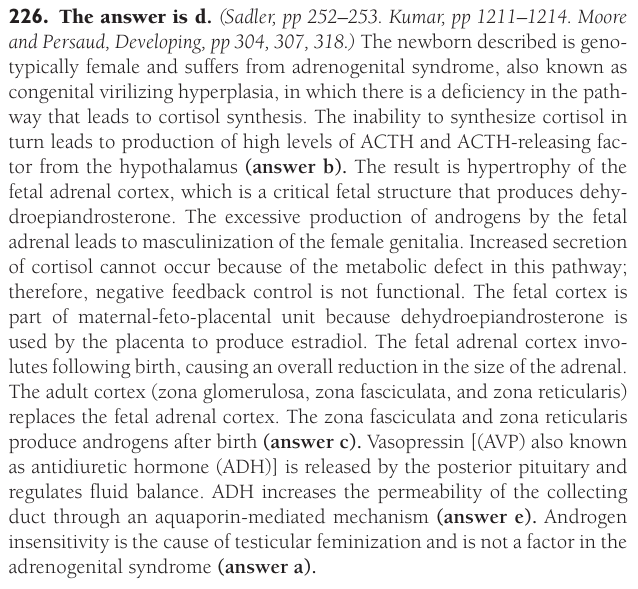 226. The answer is d. (Sadler, pp 252–253. Kumar, pp 1211–1214. Moore
and Persaud, Developing, pp 304, 307, 318.) The newborn described is geno-
typically female and suffers from adrenogenital syndrome, also known as
congenital virilizing hyperplasia, in which there is a deficiency in the path-
way that leads to cortisol synthesis. The inability to synthesize cortisol in
turn leads to production of high levels of ACTH and ACTH-releasing fac-
tor from the hypothalamus (answer b). The result is hypertrophy of the
fetal adrenal cortex, which is a critical fetal structure that produces dehy-
droepiandrosterone. The excessive production of androgens by the fetal
adrenal leads to masculinization of the female genitalia. Increased secretion
of cortisol cannot occur because of the metabolic defect in this pathway;
therefore, negative feedback control is not functional. The fetal cortex is
part of maternal-feto-placental unit because dehydroepiandrosterone is
used by the placenta to produce estradiol. The fetal adrenal cortex invo-
lutes following birth, causing an overall reduction in the size of the adrenal.
The adult cortex (zona glomerulosa, zona fasciculata, and zona reticularis)
replaces the fetal adrenal cortex. The zona fasciculata and zona reticularis
produce androgens after birth (answer c). Vasopressin [(AVP) also known
as antidiuretic hormone (ADH)] is released by the posterior pituitary and
regulates fluid balance. ADH increases the permeability of the collecting
duct through an aquaporin-mediated mechanism (answer e). Androgen
insensitivity is the cause of testicular feminization and is not a factor in the
adrenogenital syndrome (answer a).